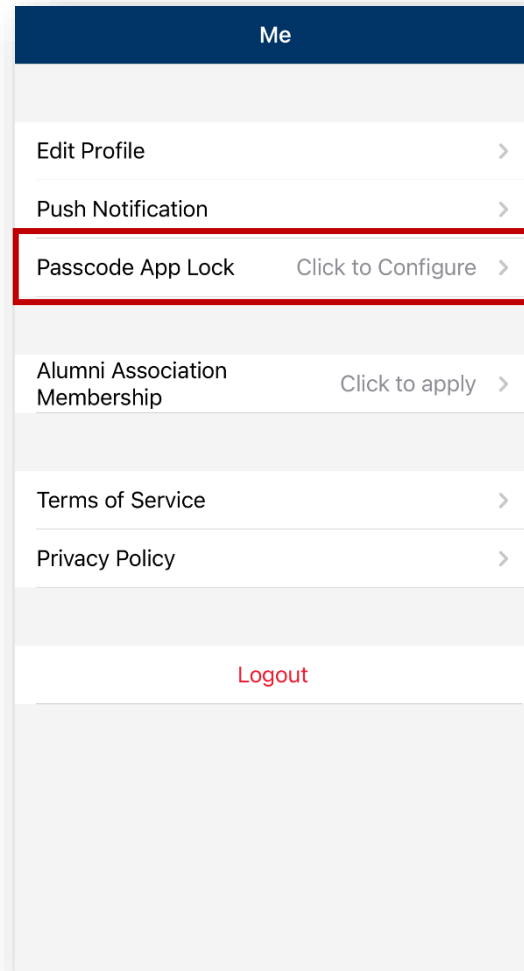 Me
Edit Profile
Push Notification
Passcode App Lock Click to Configure
Alumni Association
Membership
Click to apply
Terms of Service
Privacy Policy
Logout